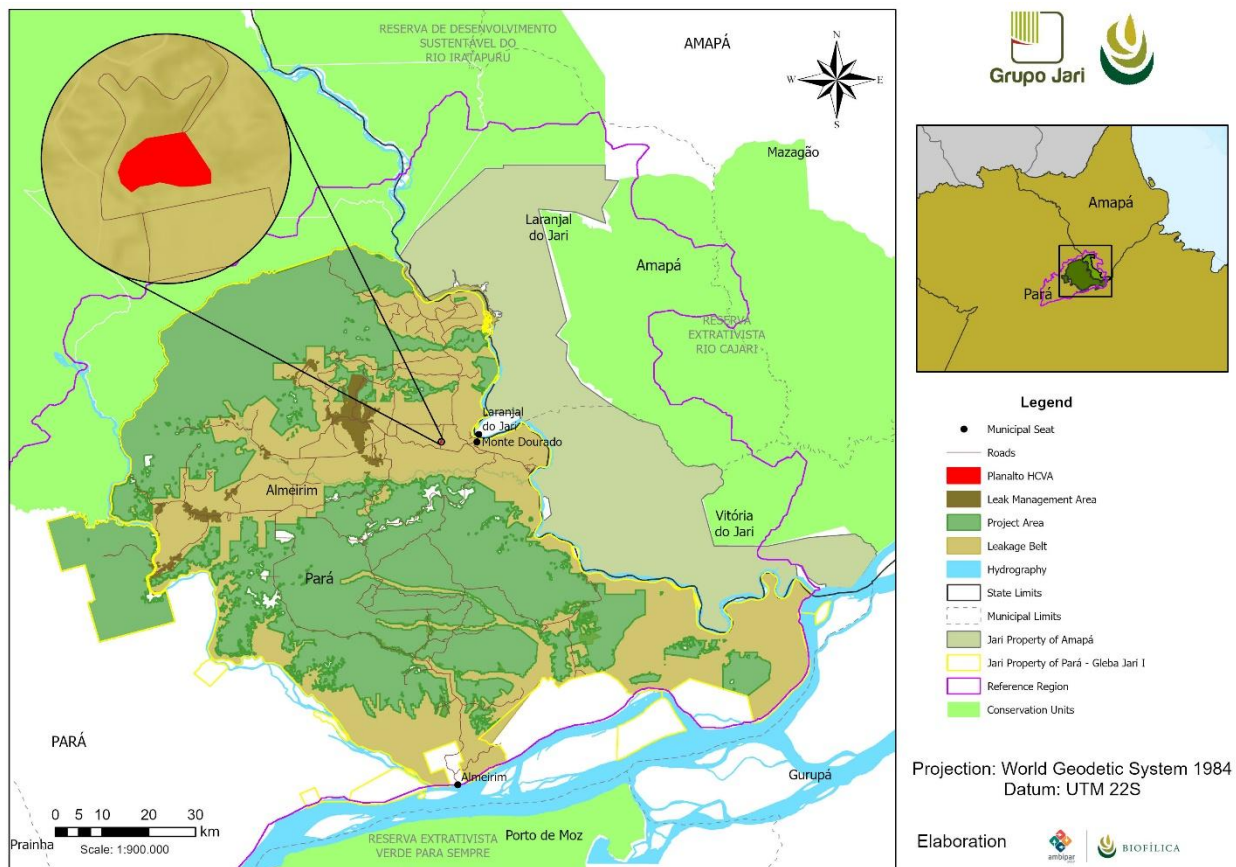 RESERVA DE DESENVOLVIMENTO
SUSTENTÁVEL DO
RIO IRATAPURU
AMAPÁ
N
W
E
S
Mazagão
Laranjal
do Jari
Amapá
RESERVA
EXTRATIVISTA
RIO CAJARI
Laranjal
do Jari
Monte Dourado
Almeirim
Vitória
do Jari
Pará
PARÁ
Almeirim
Gurupá
0 5 10 20 30
km
Scale: 1:900.000
Prainha
RESERVA EXTRATIVISTA
VERDE PARA SEMPRE
Porto de Moz
Grupo Jari
Amapá
Pará
Legend
Municipal Seat
Roads
Planalto HCVA
Leak Management Area
Project Area
Leakage Belt
Hydrography
State Limits
Municipal Limits
Jari Property of Amapá
Jari Property of Pará - Gleba Jari I
Reference Region
Conservation Units
Projection: World Geodetic System 1984
Datum: UTM 22S
Elaboration
ambipar
BIOFÍLICA